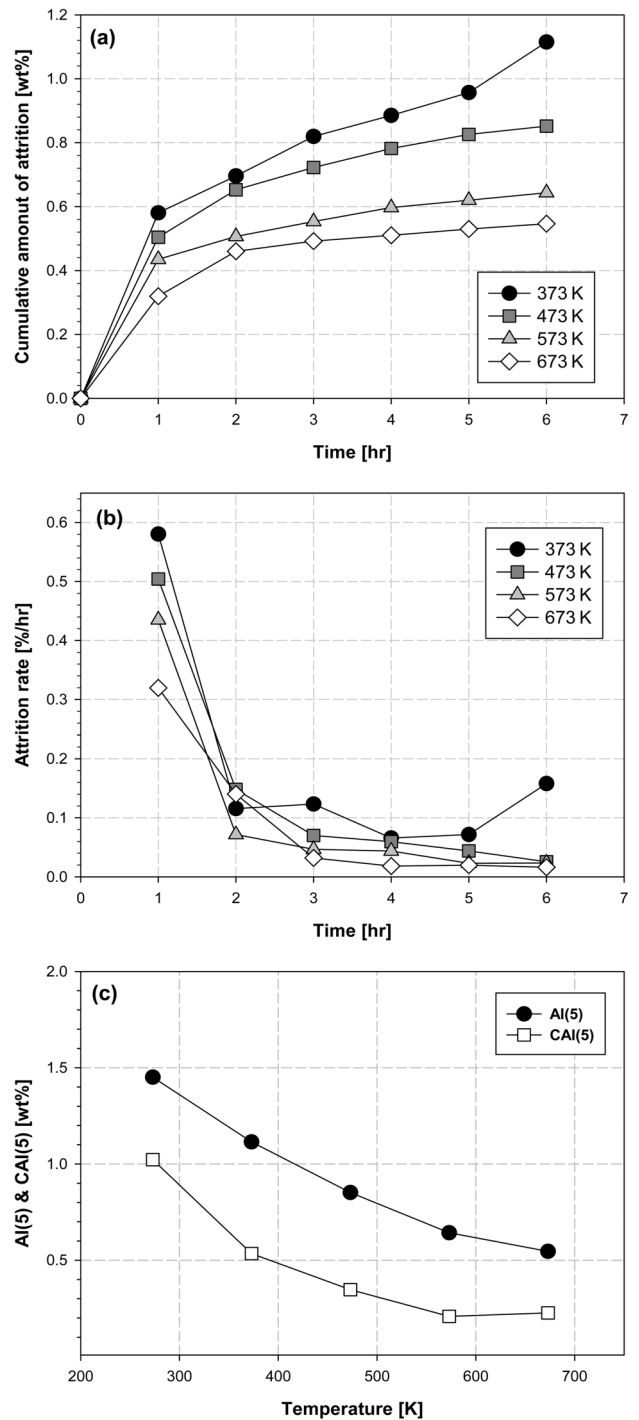 (a)
Cumulative amonut of attrition [wt%]
1.2
1.0
0.8
0.6
0.4
0.2
0.0
373 K
473 K
573 K
673 K
0 1 2 3 4 5 6 7
Time [hr]
(b)
Attrition rate [%/hr]
0.6
0.5
0.4
0.3
0.2
0.1
0.0
373 K
473 K
573 K
673 K
0 1 2 3 4 5 6 7
Time [hr]
(c)
AI(5) & CAI(5) [wt%]
2.0
1.5
1.0
0.5
AI(5)
CAI(5)
200 300 400 500 600 700
Temperature [K]